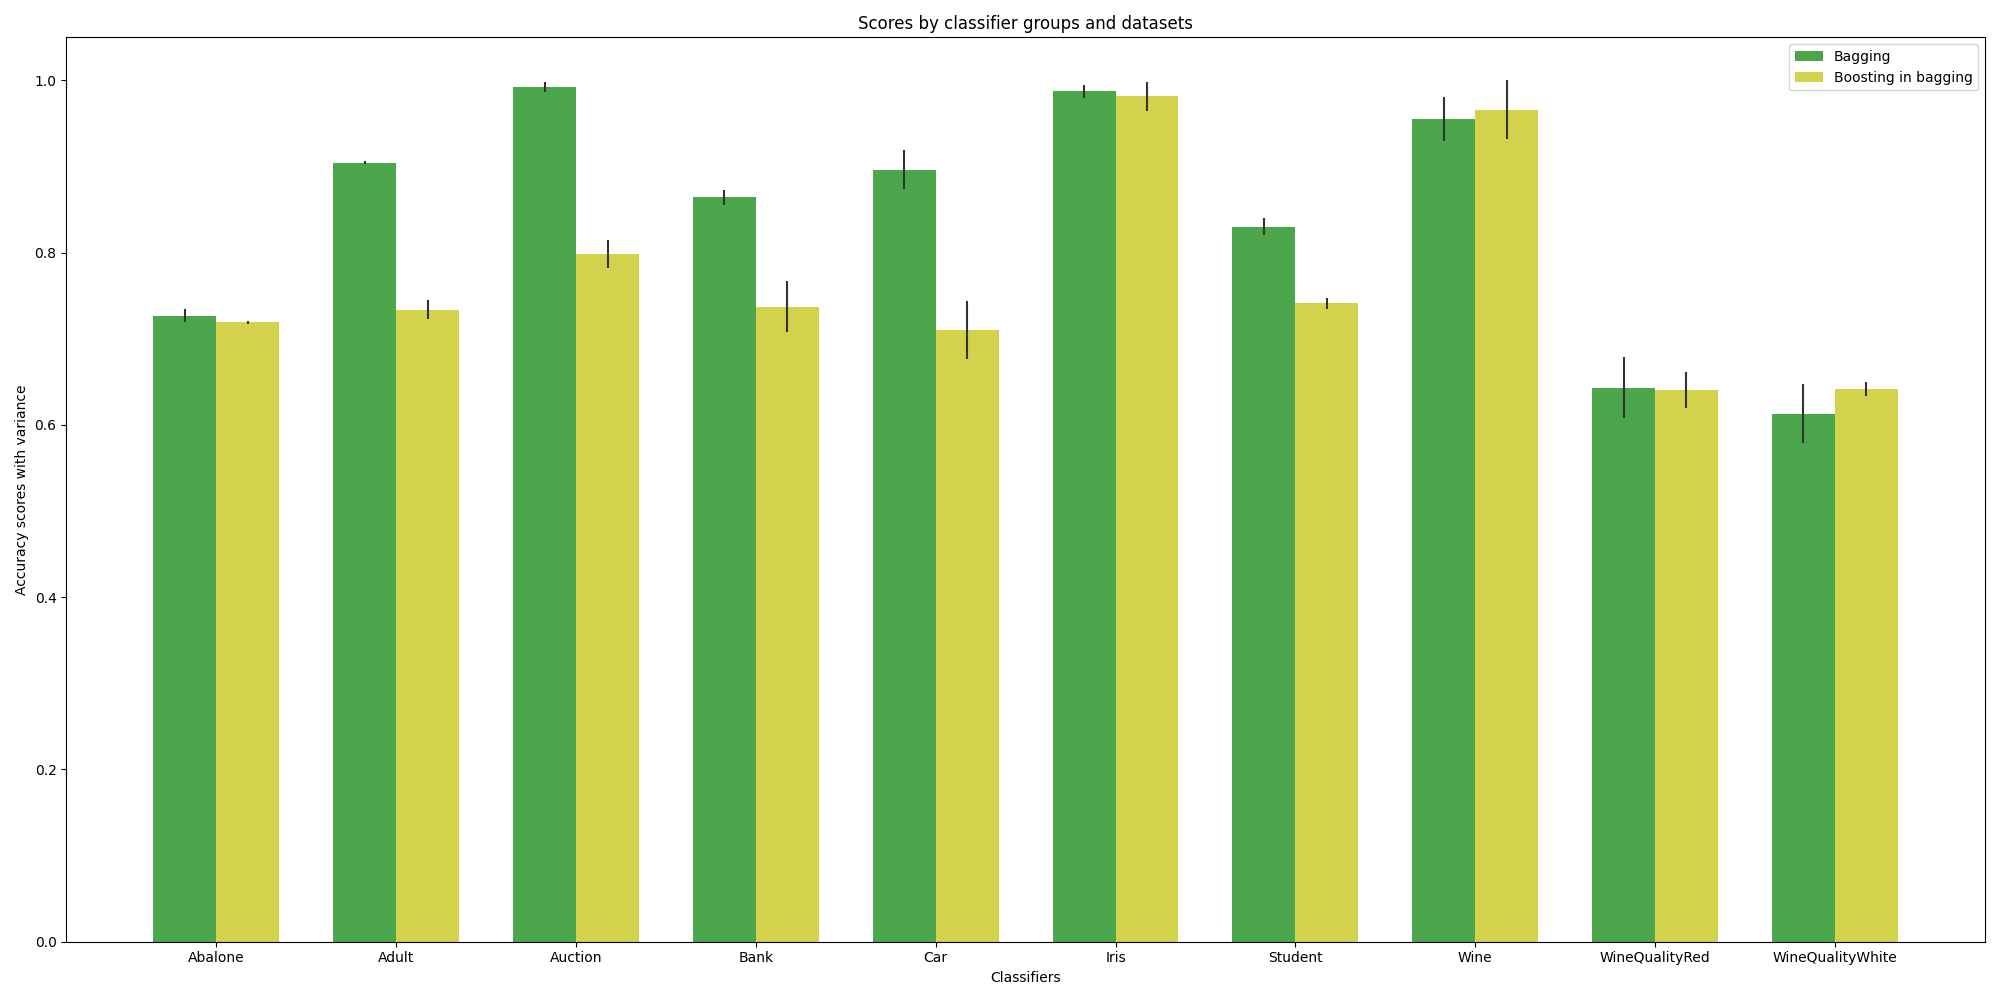 Scores by classifier groups and datasets
Bagging
Boosting in bagging
Accuracy scores with variance
1.0
0.8
0.6
0.4
0.2
0.0
Abalone Adult Auction Bank Car Iris Student Wine WineQualityRed WineQualityWhite
Classifiers